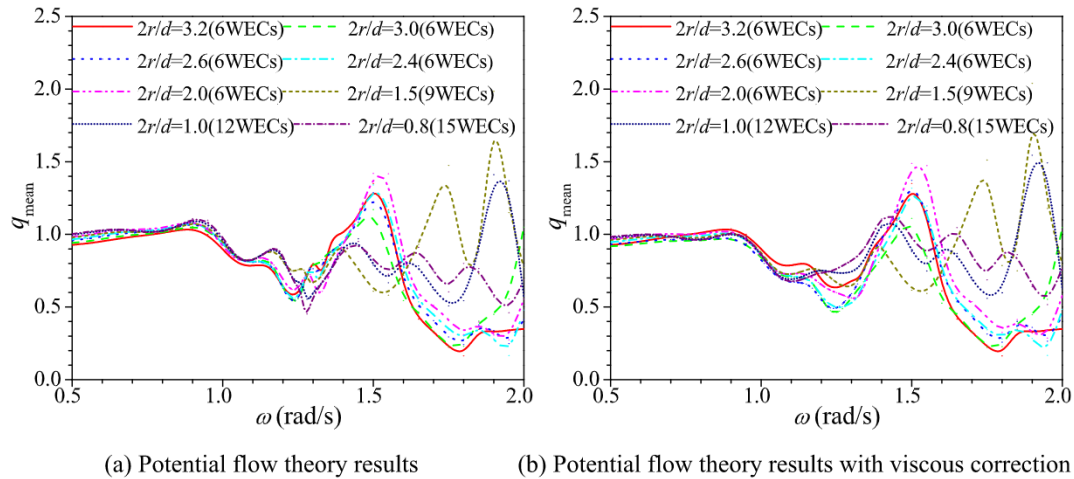 2r/d=3.2(6WECs) 2r/d=3.0(6WECs)
2r/d=2.6(6WECs) 2r/d=2.4(6WECs)
2r/d=2.0(6WECs) 2r/d=1.5(9WECs)
2r/d=1.0(12WECs) 2r/d=0.8(15WECs)
2.5
2.0
1.5
1.0
0.5
0.0
q_mean
0.5 1.0 1.5 2.0
ω (rad/s)
(a) Potential flow theory results
2r/d=3.2(6WECs) 2r/d=3.0(6WECs)
2r/d=2.6(6WECs) 2r/d=2.4(6WECs)
2r/d=2.0(6WECs) 2r/d=1.5(9WECs)
2r/d=1.0(12WECs) 2r/d=0.8(15WECs)
2.5
2.0
1.5
1.0
0.5
0.0
q_mean
0.5 1.0 1.5 2.0
ω (rad/s)
(b) Potential flow theory results with viscous correction